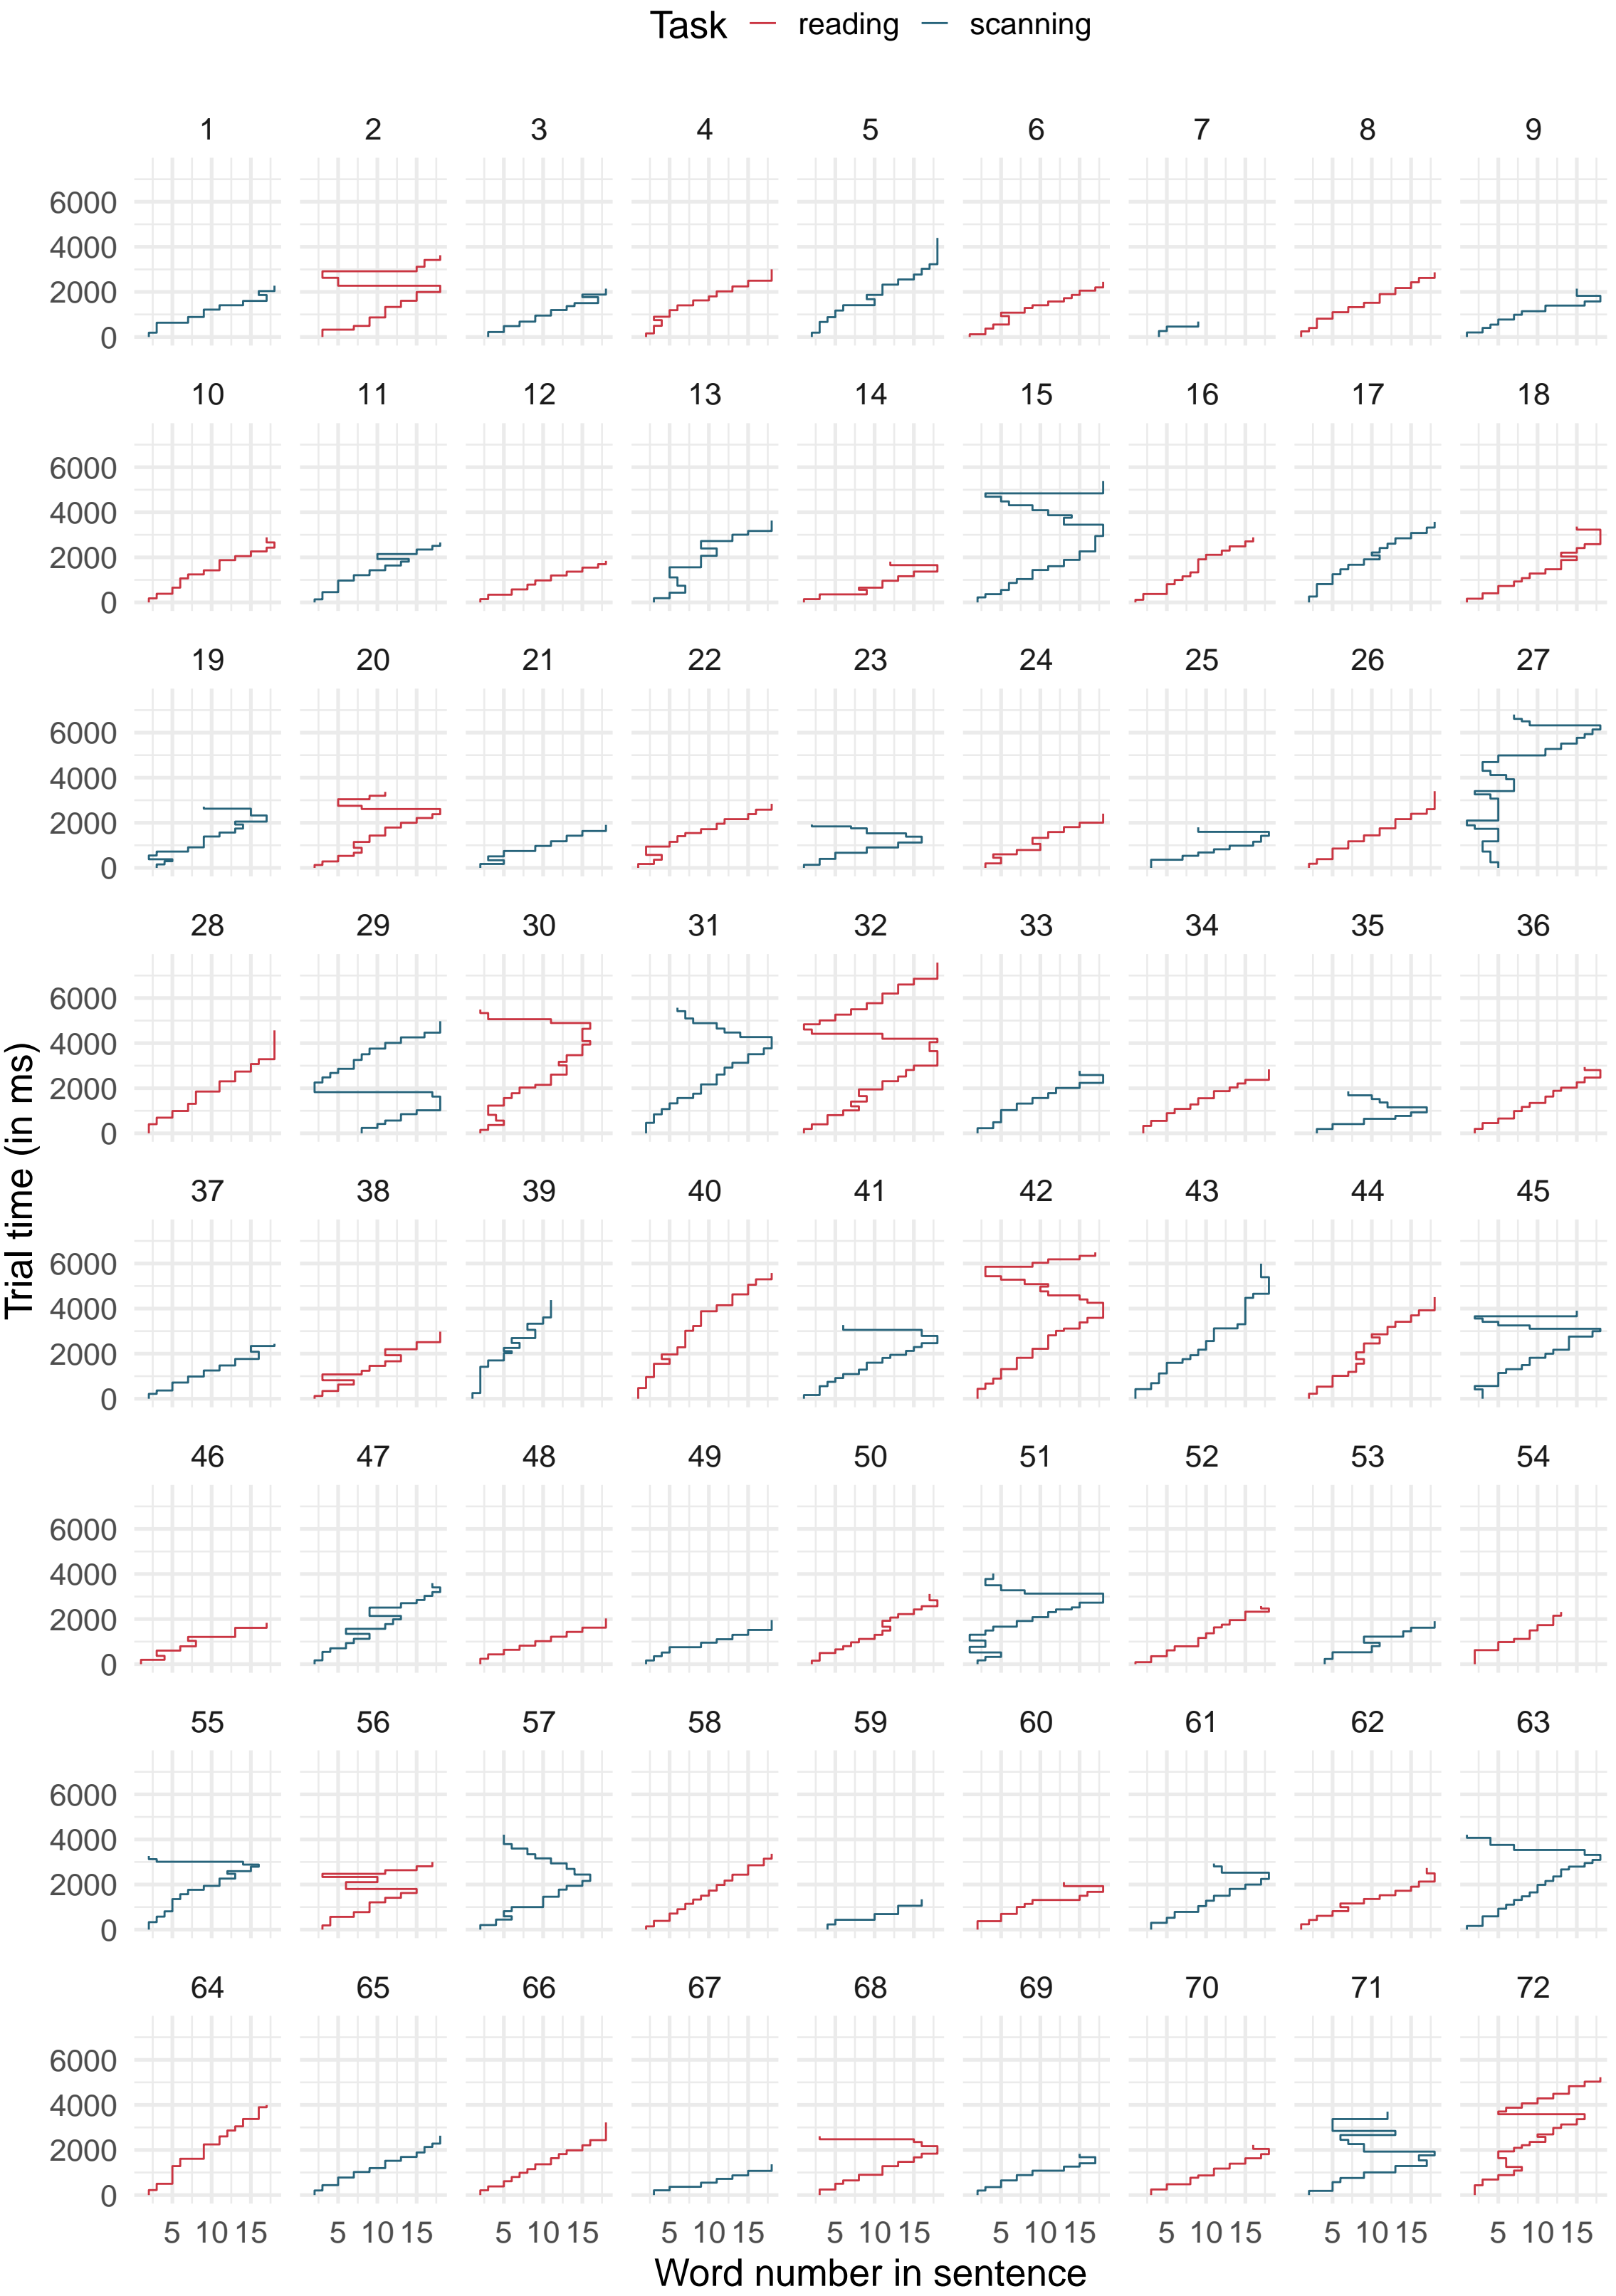 Task reading scanning
1 2 3 4 5 6 7 8 9
6000
4000
2000
0
10 11 12 13 14 15 16 17 18
6000
4000
2000
0
19 20 21 22 23 24 25 26 27
6000
4000
2000
0
28 29 30 31 32 33 34 35 36
6000
4000
2000
0
37 38 39 40 41 42 43 44 45
6000
4000
2000
0
46 47 48 49 50 51 52 53 54
6000
4000
2000
0
55 56 57 58 59 60 61 62 63
6000
4000
2000
0
64 65 66 67 68 69 70 71 72
6000
4000
2000
0
5 10 15 5 10 15 5 10 15 5 10 15 5 10 15 5 10 15 5 10 15 5 10 15 5 10 15
Word number in sentence
Trial time (in ms)